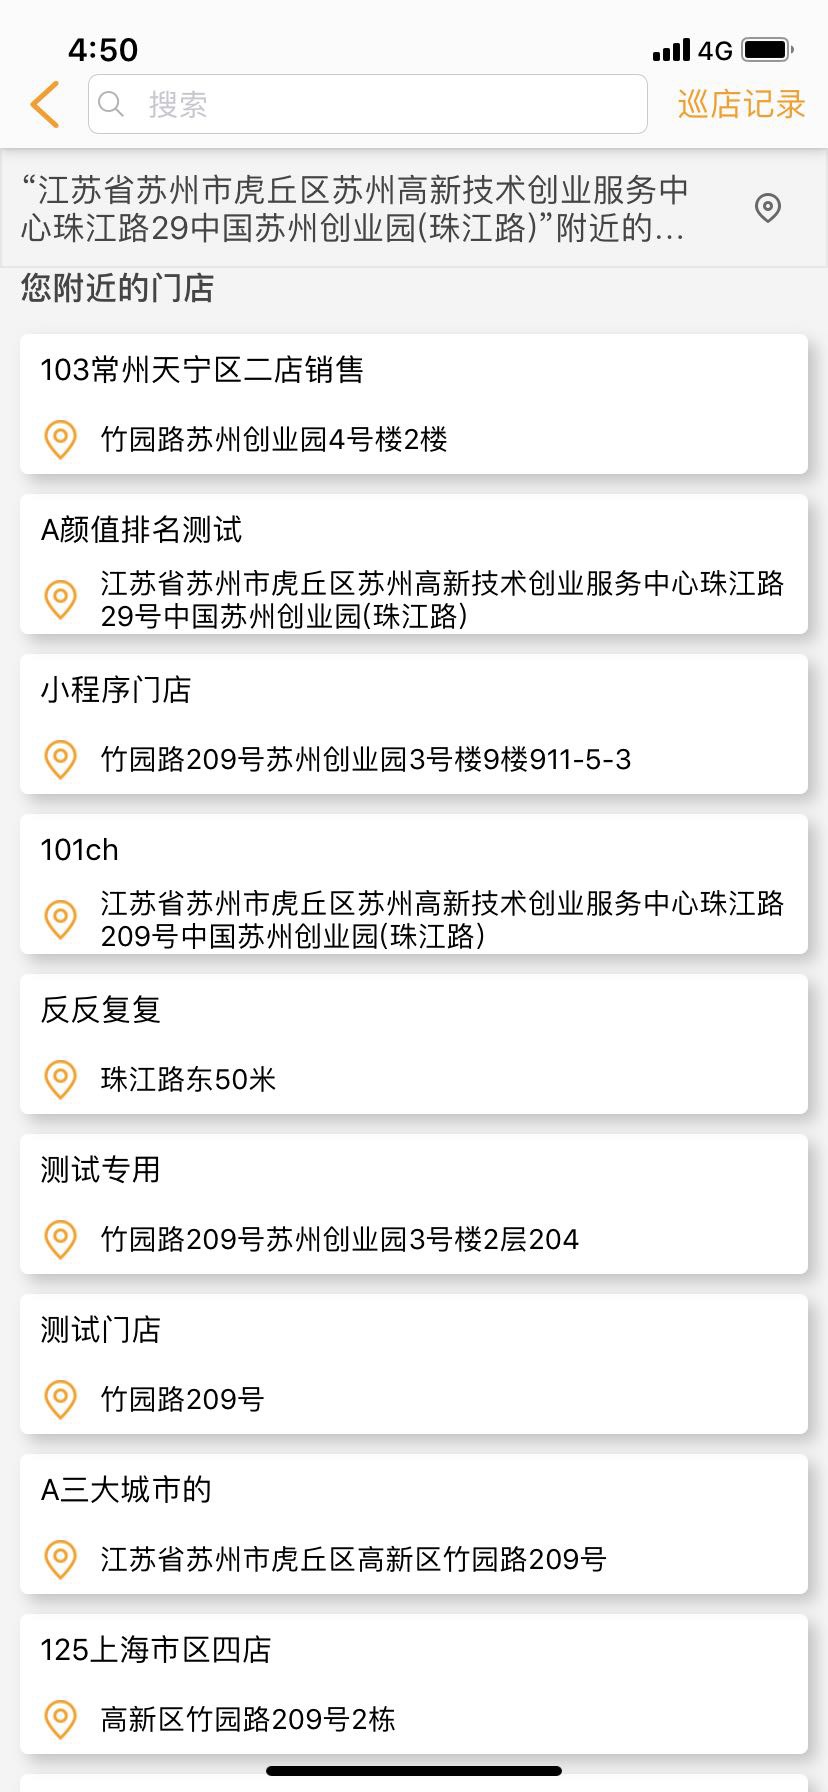 4:50
4G
搜索
巡店记录
“江苏省苏州市虎丘区苏州高新技术创业服务中
心珠江路29中国苏州创业园(珠江路)”附近的...
您附近的门店
103常州天宁区二店销售
竹园路苏州创业园4号楼2楼
A颜值排名测试
江苏省苏州市虎丘区苏州高新技术创业服务中心珠江路
29号中国苏州创业园(珠江路)
小程序门店
竹园路209号苏州创业园3号楼9楼911-5-3
101ch
江苏省苏州市虎丘区苏州高新技术创业服务中心珠江路
209号中国苏州创业园(珠江路)
反反复复
珠江路东50米
测试专用
竹园路209号苏州创业园3号楼2层204
测试门店
竹园路209号
A三大城市的
江苏省苏州市虎丘区高新区竹园路209号
125上海市区四店
高新区竹园路209号2栋